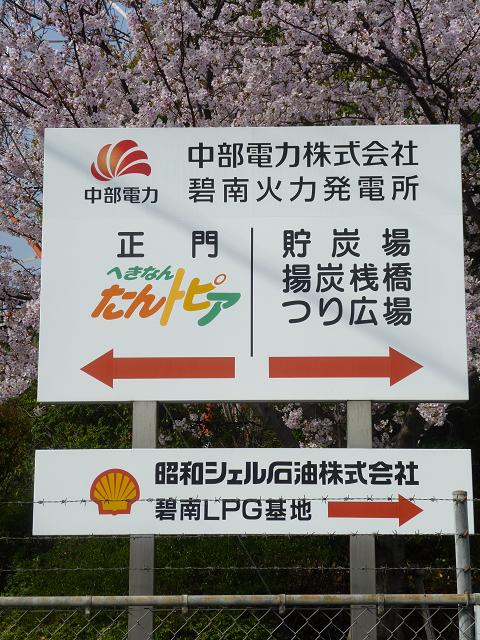 中部電力
中部電力株式会社
碧南火力発電所
正門
へきなん
たんトピア
貯炭場
揚炭桟橋
つり広場
昭和シェル石油株式会社
碧南LPG基地